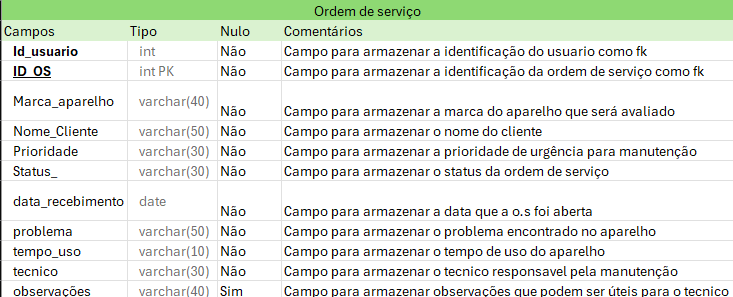 Ordem de serviço
Campos Tipo Nulo Comentários
Id_usuario int Não Campo para armazenar a identificação do usuario como fk
ID_OS int PK Não Campo para armazenar a identificação da ordem de serviço como fk
Marca_aparelho varchar(40) Não Campo para armazenar a marca do aparelho que será avaliado
Nome_Cliente varchar(50) Não Campo para armazenar o nome do cliente
Prioridade varchar(30) Não Campo para armazenar a prioridade de urgência para manutenção
Status_ varchar(30) Não Campo para armazenar o status da ordem de serviço
data_recebimento date Não Campo para armazenar a data que a o.s foi aberta
problema varchar(50) Não Campo para armazenar o problema encontrado no aparelho
tempo_uso varchar(10) Não Campo para armazenar o tempo de uso do aparelho
tecnico varchar(30) Não Campo para armazenar o tecnico responsavel pela manutenção
observações varchar(40) Sim Campo para armazenar observações que podem ser úteis para o tecnico